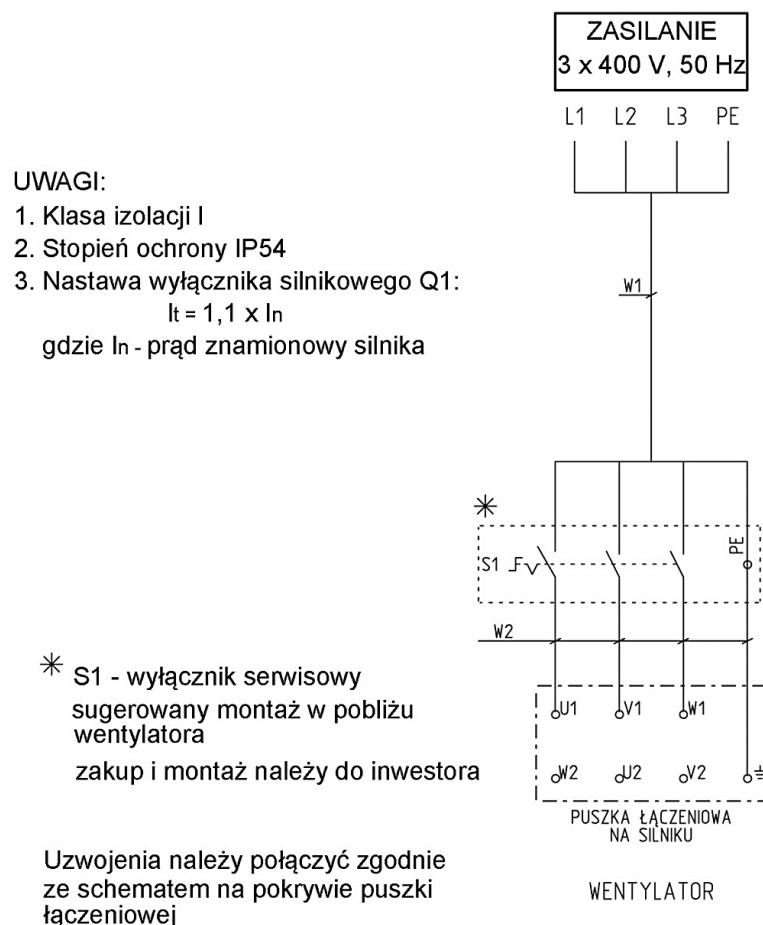 ZASILANIE
3 x 400 V, 50 Hz
L1 L2 L3 PE
UWAGI:
1. Klasa izolacji I
2. Stopień ochrony IP54
3. Nastawa wyłącznika silnikowego Q1:
It = 1,1 x In
gdzie In - prąd znamionowy silnika
W1
S1
PE
W2
U1 V1 W1
W2 U2 V2
PUSZKA ŁĄCZENIOWA
NA SILNIKU
WENTYLATOR
* S1 - wyłącznik serwisowy
sugerowany montaż w pobliżu
wentylatora
zakup i montaż należy do inwestora
Uzwojenia należy połączyć zgodnie
ze schematem na pokrywie puszki
łączeniowej